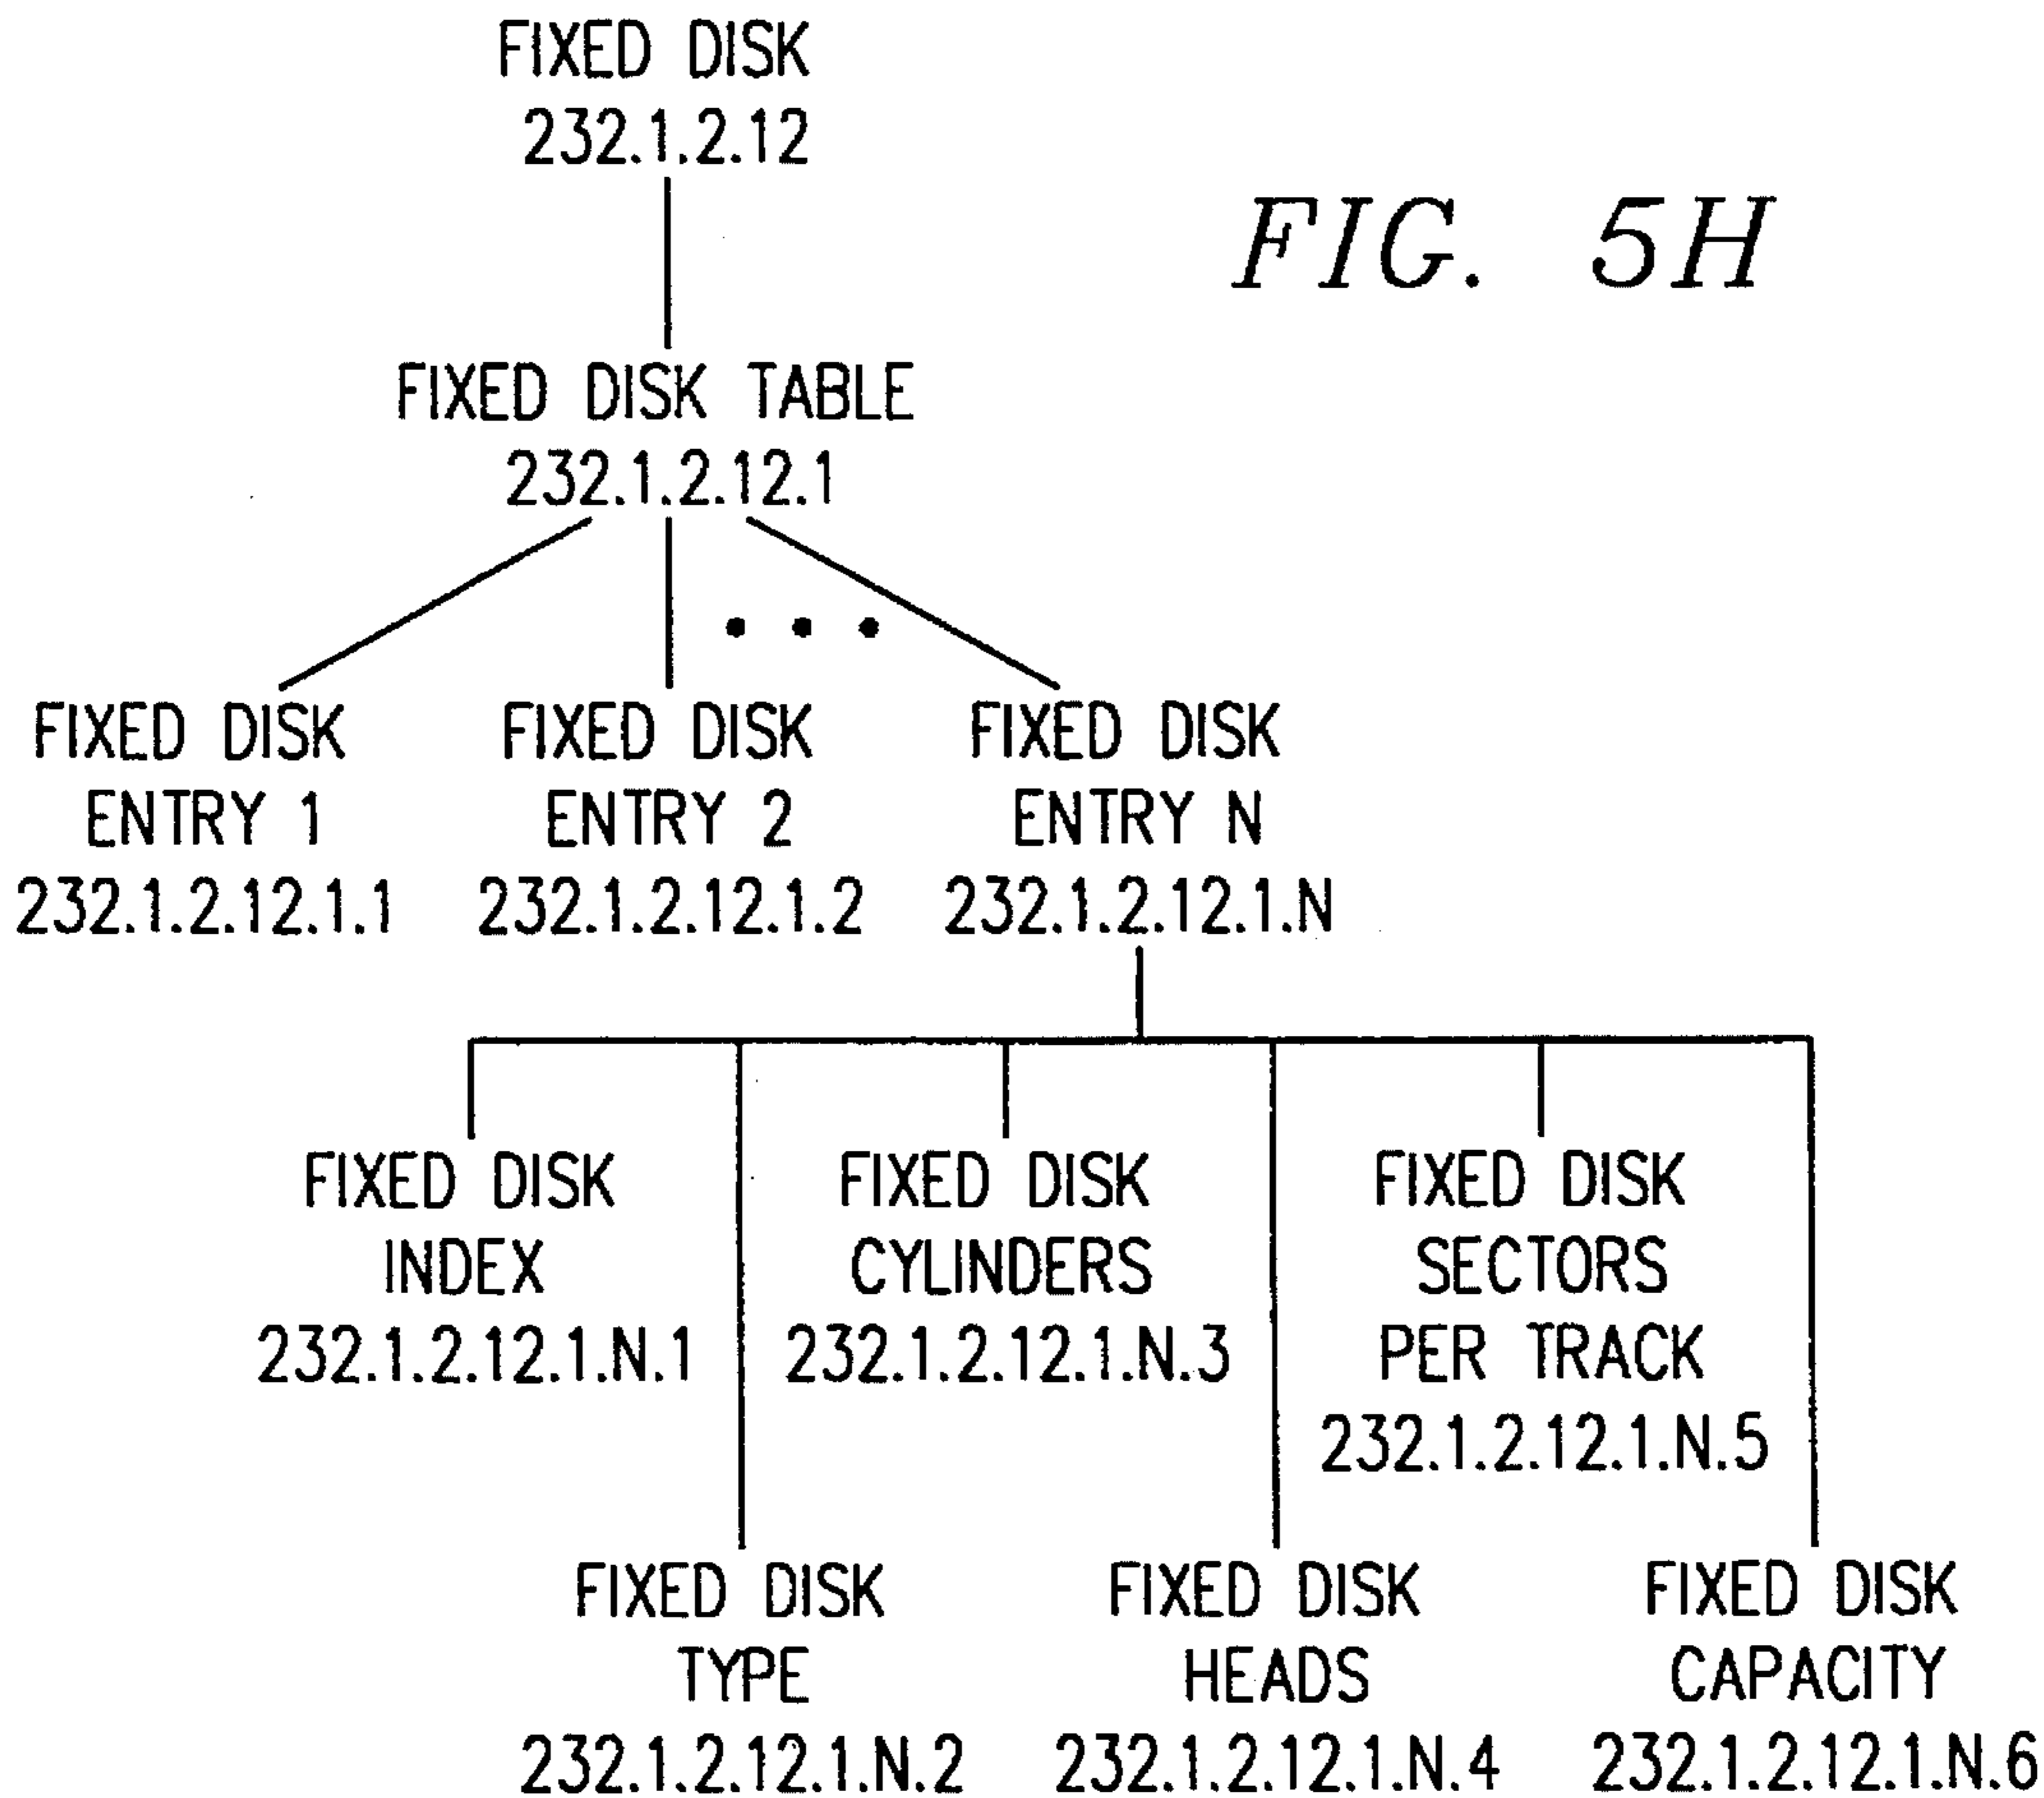 FIXED DISK
232.1.2.12
FIG. 5H
FIXED DISK TABLE
232.1.2.12.1
FIXED DISK
ENTRY 1
232.1.2.12.1.1
FIXED DISK
ENTRY 2
232.1.2.12.1.2
FIXED DISK
ENTRY N
232.1.2.12.1.N
FIXED DISK
INDEX
232.1.2.12.1.N.1
FIXED DISK
CYLINDERS
232.1.2.12.1.N.3
FIXED DISK
SECTORS
PER TRACK
232.1.2.12.1.N.5
FIXED DISK
TYPE
232.1.2.12.1.N.2
FIXED DISK
HEADS
232.1.2.12.1.N.4
FIXED DISK
CAPACITY
232.1.2.12.1.N.6